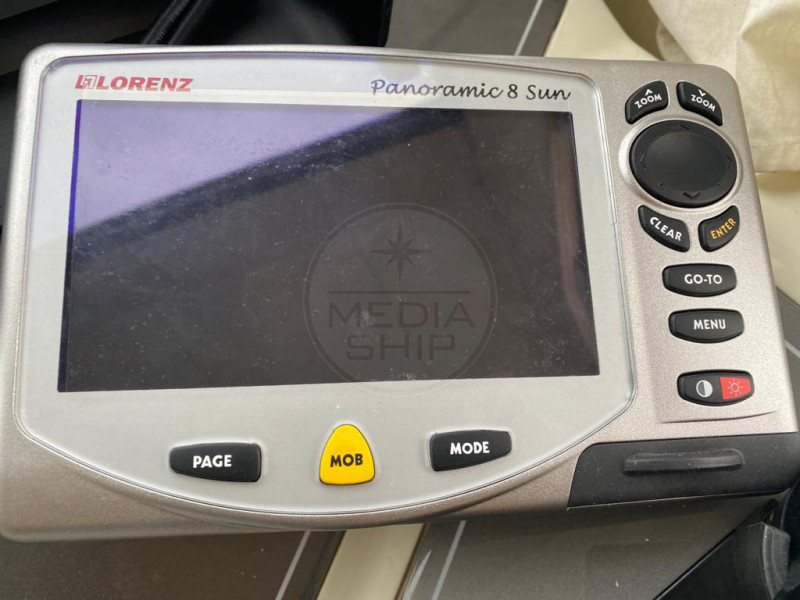 LORENZ
Panoramic 8 Sun
ZOOM
ZOOM
CLEAR
ENTER
GO-TO
MENU
MEDIA
SHIP
PAGE
MOB
MODE